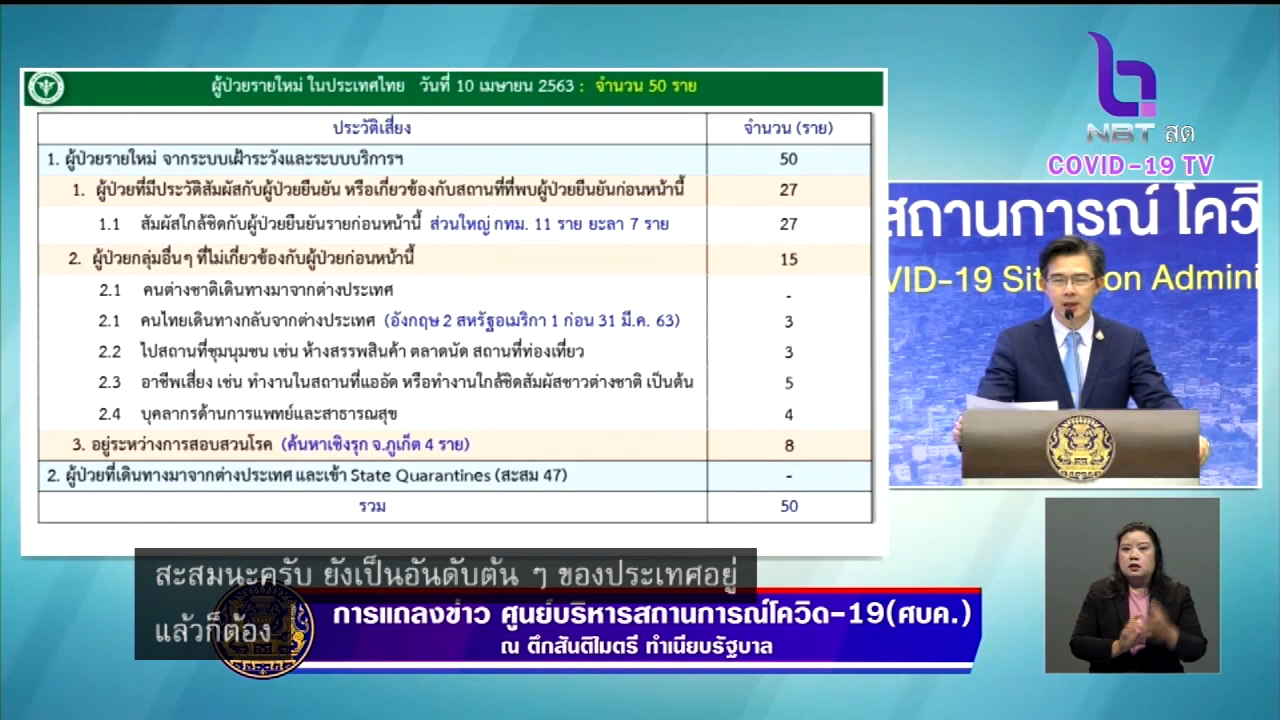 ผู้ป่วยรายใหม่ ในประเทศไทย วันที่ 10 เมษายน 2563 : จำนวน 50 ราย
ประวัติเสี่ยง จำนวน (ราย)
1. ผู้ป่วยรายใหม่ จากระบบเฝ้าระวังและระบบบริการฯ 50
1. ผู้ป่วยที่มีประวัติสัมผัสกับผู้ป่วยยืนยัน หรือเกี่ยวข้องกับสถานที่ที่พบผู้ป่วยยืนยันก่อนหน้านี้ 27
1.1 สัมผัสใกล้ชิดกับผู้ป่วยยืนยันรายก่อนหน้านี้ ส่วนใหญ่ กทม. 11 ราย ยะลา 7 ราย 27
2. ผู้ป่วยกลุ่มอื่นๆ ที่ไม่เกี่ยวข้องกับผู้ป่วยก่อนหน้านี้ 15
2.1 คนต่างชาติเดินทางมาจากต่างประเทศ -
2.1 คนไทยเดินทางกลับจากต่างประเทศ (อังกฤษ 2 สหรัฐอเมริกา 1 ก่อน 31 มี.ค. 63) 3
2.2 ไปสถานที่ชุมนุมชน เช่น ห้างสรรพสินค้า ตลาดนัด สถานที่ท่องเที่ยว 3
2.3 อาชีพเสี่ยง เช่น ทำงานในสถานที่แออัด หรือทำงานใกล้ชิดสัมผัสชาวต่างชาติ เป็นต้น 5
2.4 บุคลากรด้านการแพทย์และสาธารณสุข 4
3. อยู่ระหว่างการสอบสวนโรค (ค้นหาเชิงรุก จ.ภูเก็ต 4 ราย) 8
2. ผู้ป่วยที่เดินทางมาจากต่างประเทศ และเข้า State Quarantines (สะสม 47) -
รวม 50
NBT สด
COVID-19 TV
สถานการณ์ โควิ
VID-19 Sit on Admini
สะสมนะครับ ยังเป็นอันดับต้น ๆ ของประเทศอยู่
แล้วก็ต้อง
การแถลงข่าว ศูนย์บริหารสถานการณ์โควิด-19(ศบค.)
ณ ตึกสันติไมตรี ทำเนียบรัฐบาล